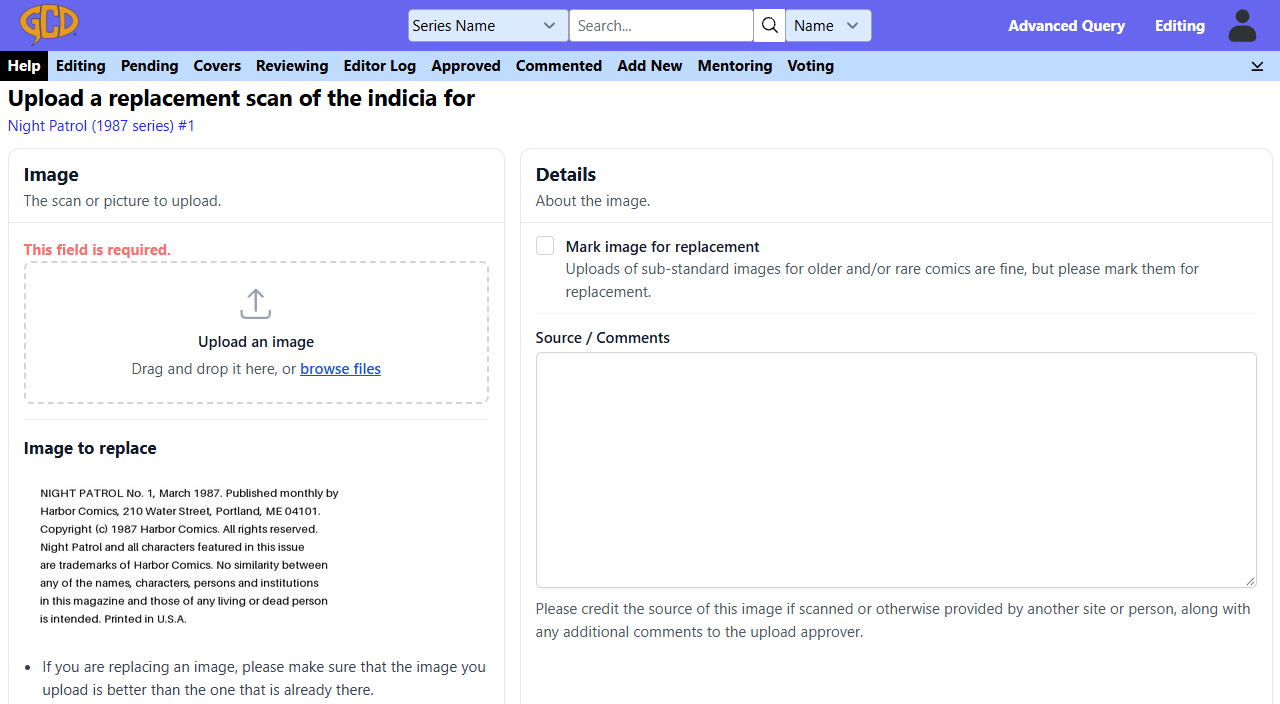 GCD
Series Name
Search...
Name
Advanced Query
Editing
Help
Editing
Pending
Covers
Reviewing
Editor Log
Approved
Commented
Add New
Mentoring
Voting
Upload a replacement scan of the indicia for
Night Patrol (1987 series) #1
Image
The scan or picture to upload.
This field is required.
Upload an image
Drag and drop it here, or browse files
Image to replace
NIGHT PATROL No. 1, March 1987. Published monthly by
Harbor Comics, 210 Water Street, Portland, ME 04101.
Copyright (c) 1987 Harbor Comics. All rights reserved.
Night Patrol and all characters featured in this issue
are trademarks of Harbor Comics. No similarity between
any of the names, characters, persons and institutions
in this magazine and those of any living or dead person
is intended. Printed in U.S.A.
• If you are replacing an image, please make sure that the image you
upload is better than the one that is already there.
Details
About the image.
Mark image for replacement
Uploads of sub-standard images for older and/or rare comics are fine, but please mark them for
replacement.
Source / Comments
Please credit the source of this image if scanned or otherwise provided by another site or person, along with
any additional comments to the upload approver.